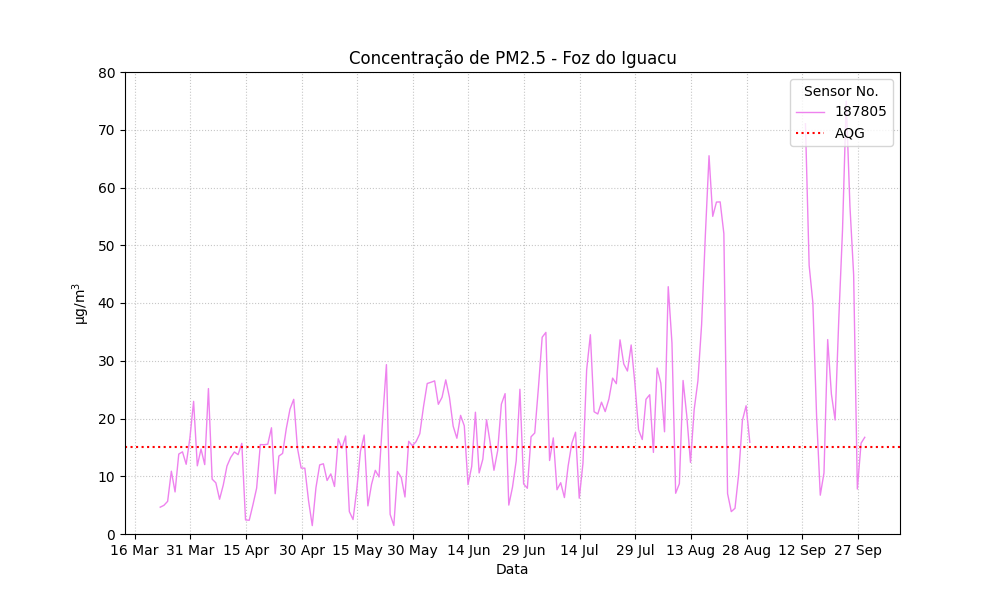 Concentração de PM2.5 - Foz do Iguacu
Sensor No.
187805
AQG
80
70
60
50
40
30
20
10
0
µg/m³
16 Mar 31 Mar 15 Apr 30 Apr 15 May 30 May 14 Jun 29 Jun 14 Jul 29 Jul 13 Aug 28 Aug 12 Sep 27 Sep
Data